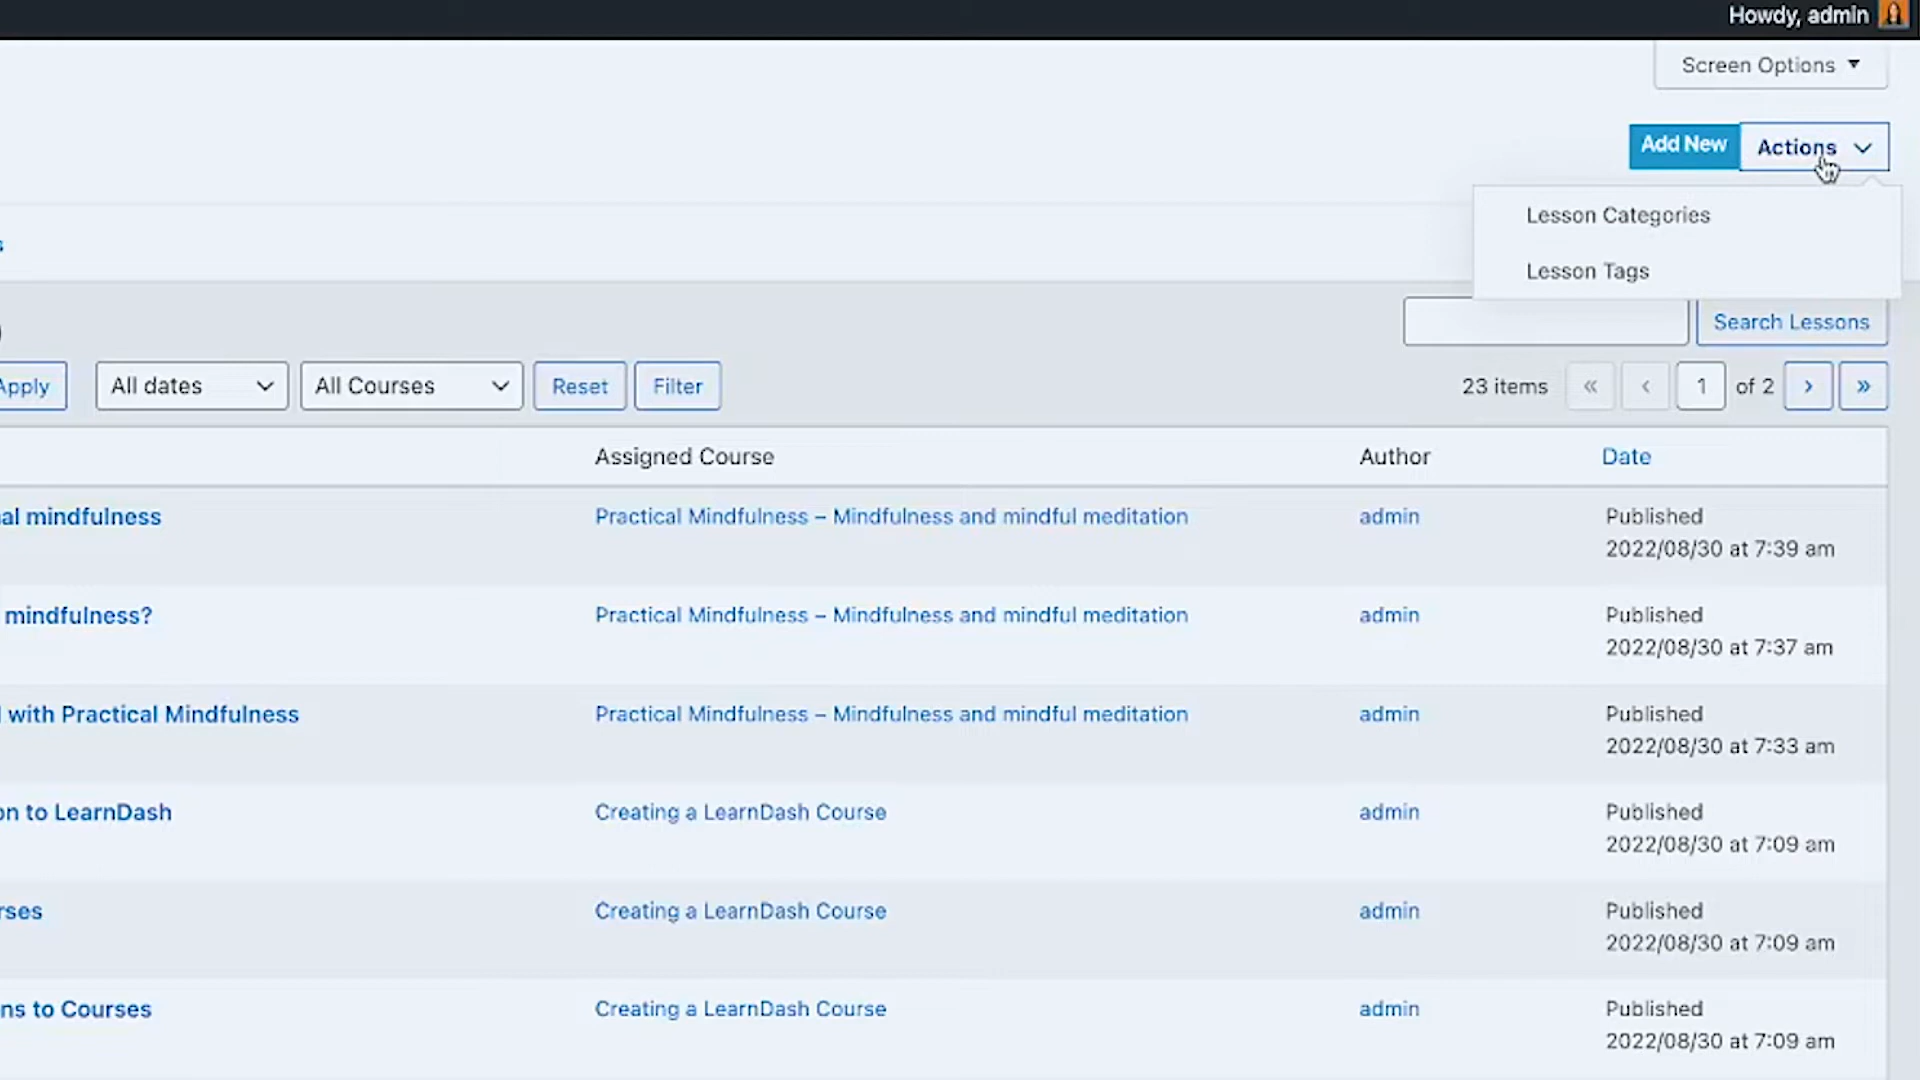 Howdy, admin
Screen Options
Add New
Actions
Lesson Categories
Lesson Tags
Search Lessons
Apply
All dates
All Courses
Reset
Filter
23 items « ‹ 1 of 2 › »
Assigned Course
Author
Date
mindfulness
Practical Mindfulness – Mindfulness and mindful meditation
admin
Published
2022/08/30 at 7:39 am
mindfulness?
Practical Mindfulness – Mindfulness and mindful meditation
admin
Published
2022/08/30 at 7:37 am
with Practical Mindfulness
Practical Mindfulness – Mindfulness and mindful meditation
admin
Published
2022/08/30 at 7:33 am
to LearnDash
Creating a LearnDash Course
admin
Published
2022/08/30 at 7:09 am
Creating a LearnDash Course
admin
Published
2022/08/30 at 7:09 am
to Courses
Creating a LearnDash Course
admin
Published
2022/08/30 at 7:09 am